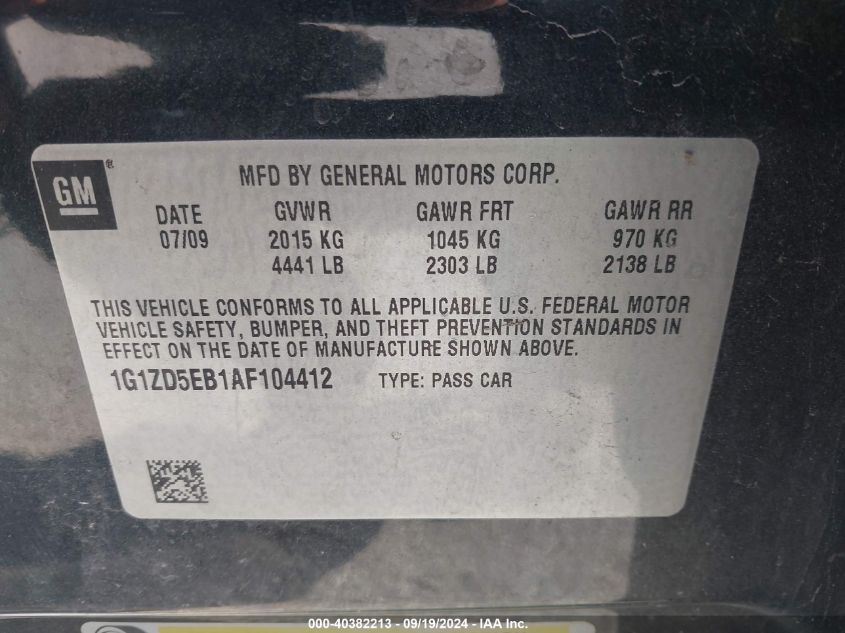 GM®
MFD BY GENERAL MOTORS CORP.
DATE GVWR GAWR FRT GAWR RR
07/09 2015 KG 1045 KG 970 KG
4441 LB 2303 LB 2138 LB
THIS VEHICLE CONFORMS TO ALL APPLICABLE U.S. FEDERAL MOTOR
VEHICLE SAFETY, BUMPER, AND THEFT PREVENTION STANDARDS IN
EFFECT ON THE DATE OF MANUFACTURE SHOWN ABOVE.
1G1ZD5EB1AF104412 TYPE: PASS CAR
000-40382213 - 09/19/2024 - IAA Inc.